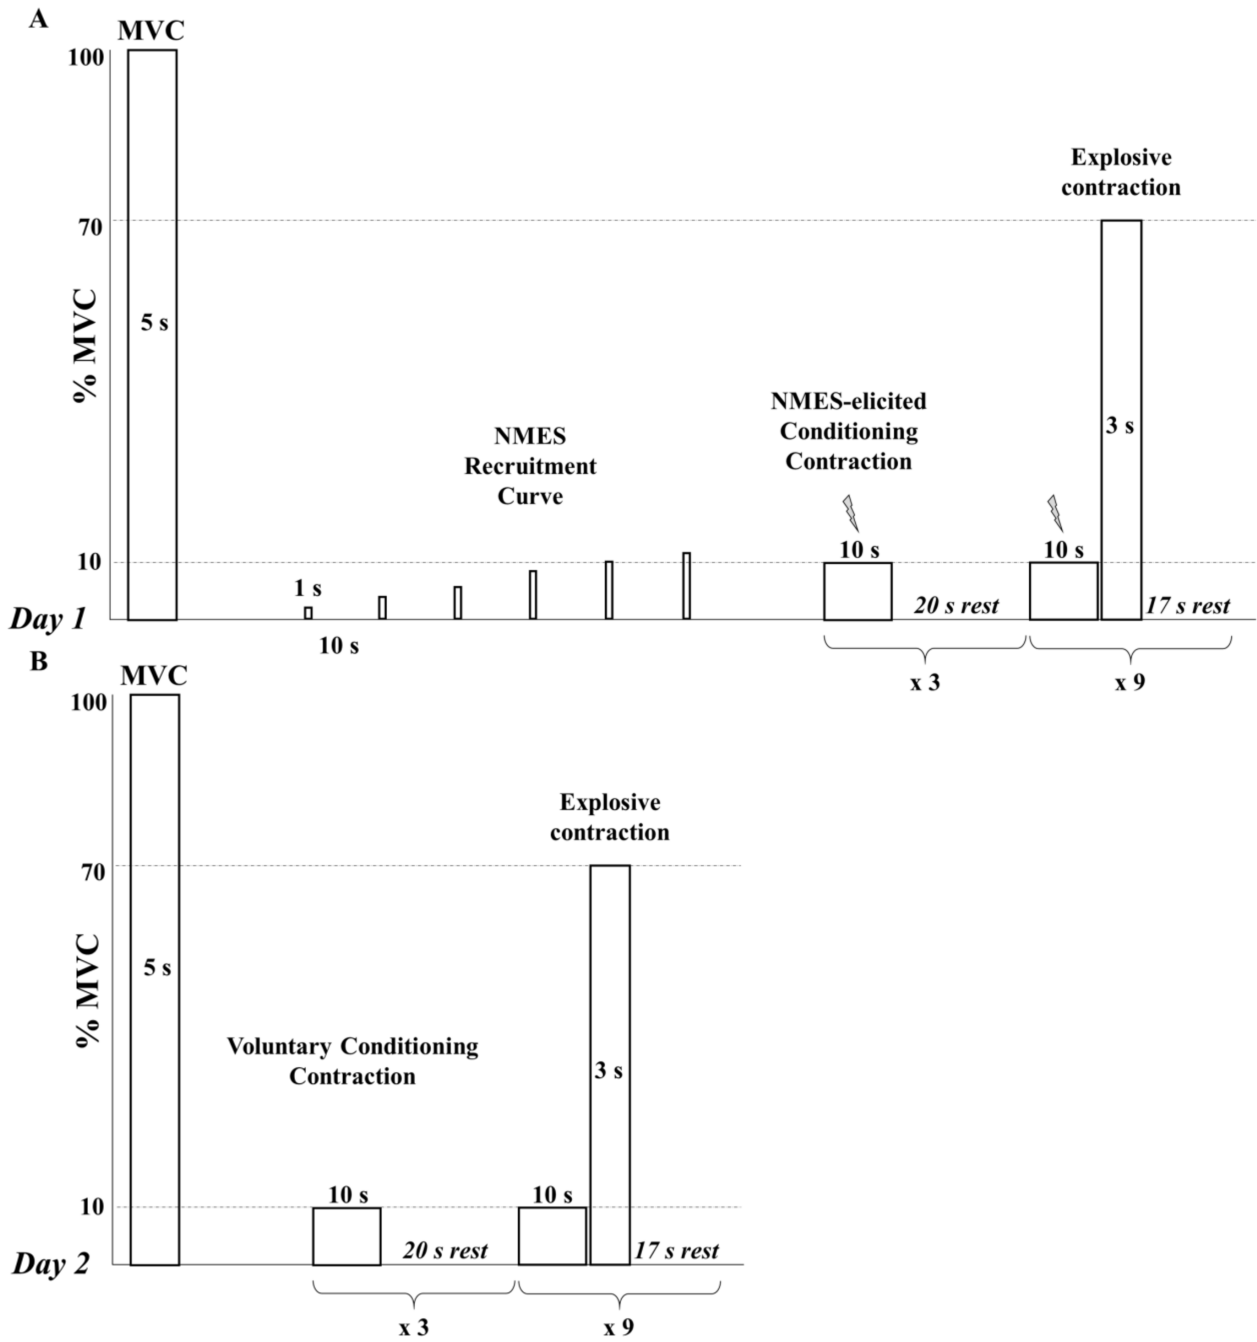 A
MVC
100
Explosive
contraction
70
% MVC
5 s
NMES-elicited
Conditioning
Contraction
NMES
Recruitment
Curve
3 s
10
10 s
10 s
1 s
20 s rest
17 s rest
Day 1
10 s
x 3
x 9
B
MVC
100
Explosive
contraction
70
% MVC
5 s
Voluntary Conditioning
Contraction
3 s
10
10 s
10 s
20 s rest
17 s rest
Day 2
x 3
x 9